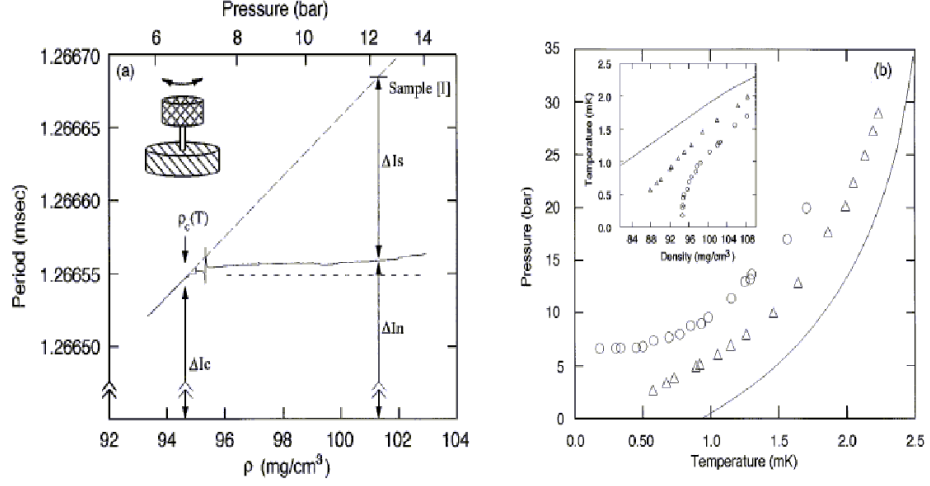 Pressure (bar)
6 8 10 12 14
1.26670
(a)
Sample [I]
1.26665
ΔIs
1.26660
ρc(T)
Period (msec)
1.26655
ΔIn
1.26650
ΔIc
92 94 96 98 100 102 104
ρ (mg/cm³)
35
(b)
30
25
20
15
10
5
0
Pressure (bar)
0.0 0.50 1.0 1.5 2.0 2.5
Temperature (mK)
2.5
2.0
1.5
1.0
0.5
0.0
Temperature (mK)
84 88 92 96 100 104 108
Density (mg/cm³)